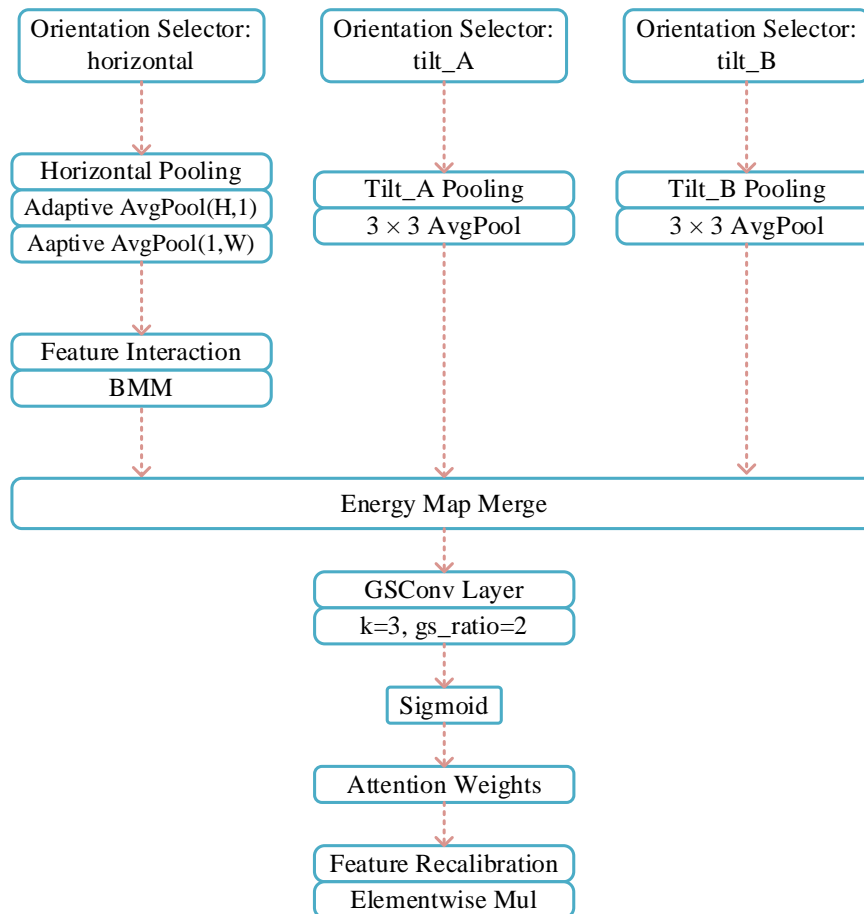 Orientation Selector:
horizontal
Orientation Selector:
tilt_A
Orientation Selector:
tilt_B
Horizontal Pooling
Adaptive AvgPool(H,1)
Aaptive AvgPool(1,W)
Tilt_A Pooling
3 × 3 AvgPool
Tilt_B Pooling
3 × 3 AvgPool
Feature Interaction
BMM
Energy Map Merge
GSConv Layer
k=3, gs_ratio=2
Sigmoid
Attention Weights
Feature Recalibration
Elementwise Mul